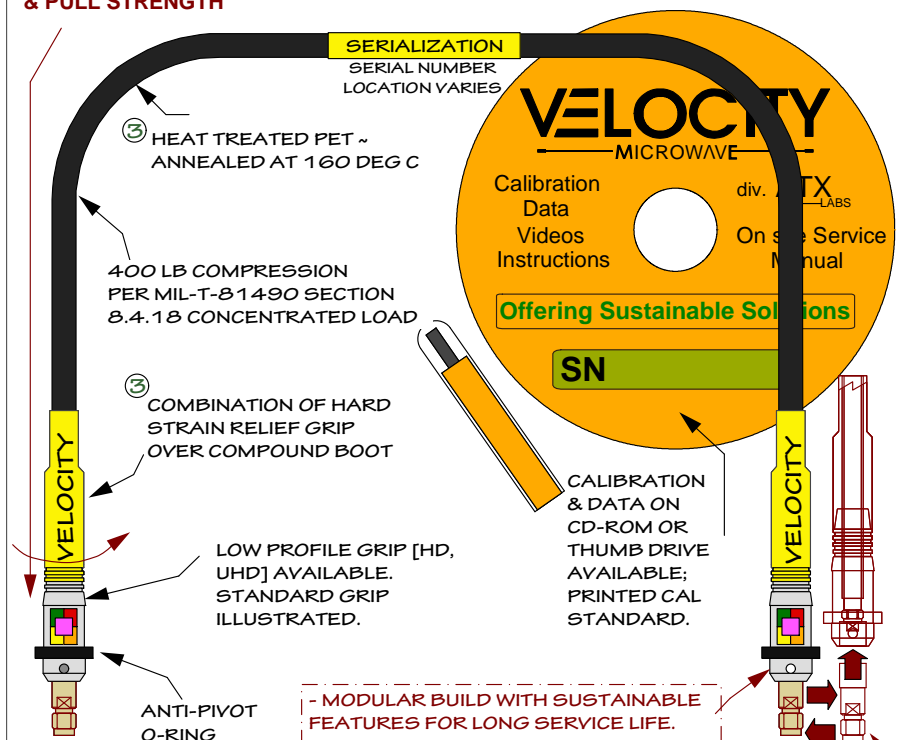 & PULL STRENGTH
SERIALIZATION
SERIAL NUMBER
LOCATION VARIES
VELOCITY
MICROWAVE
③ HEAT TREATED PET ~
ANNEALED AT 160 DEG C
Calibration
Data
Videos
Instructions
div. ATX
LABS
On site Service
Manual
400 LB COMPRESSION
PER MIL-T-81490 SECTION
8.4.18 CONCENTRATED LOAD
Offering Sustainable Solutions
SN
③ COMBINATION OF HARD
STRAIN RELIEF GRIP
OVER COMPOUND BOOT
VELOCITY
VELOCITY
CALIBRATION
& DATA ON
CD-ROM OR
THUMB DRIVE
AVAILABLE;
PRINTED CAL
STANDARD.
LOW PROFILE GRIP [HD,
UHD] AVAILABLE.
STANDARD GRIP
ILLUSTRATED.
ANTI-PIVOT
O-RING
- MODULAR BUILD WITH SUSTAINABLE
FEATURES FOR LONG SERVICE LIFE.